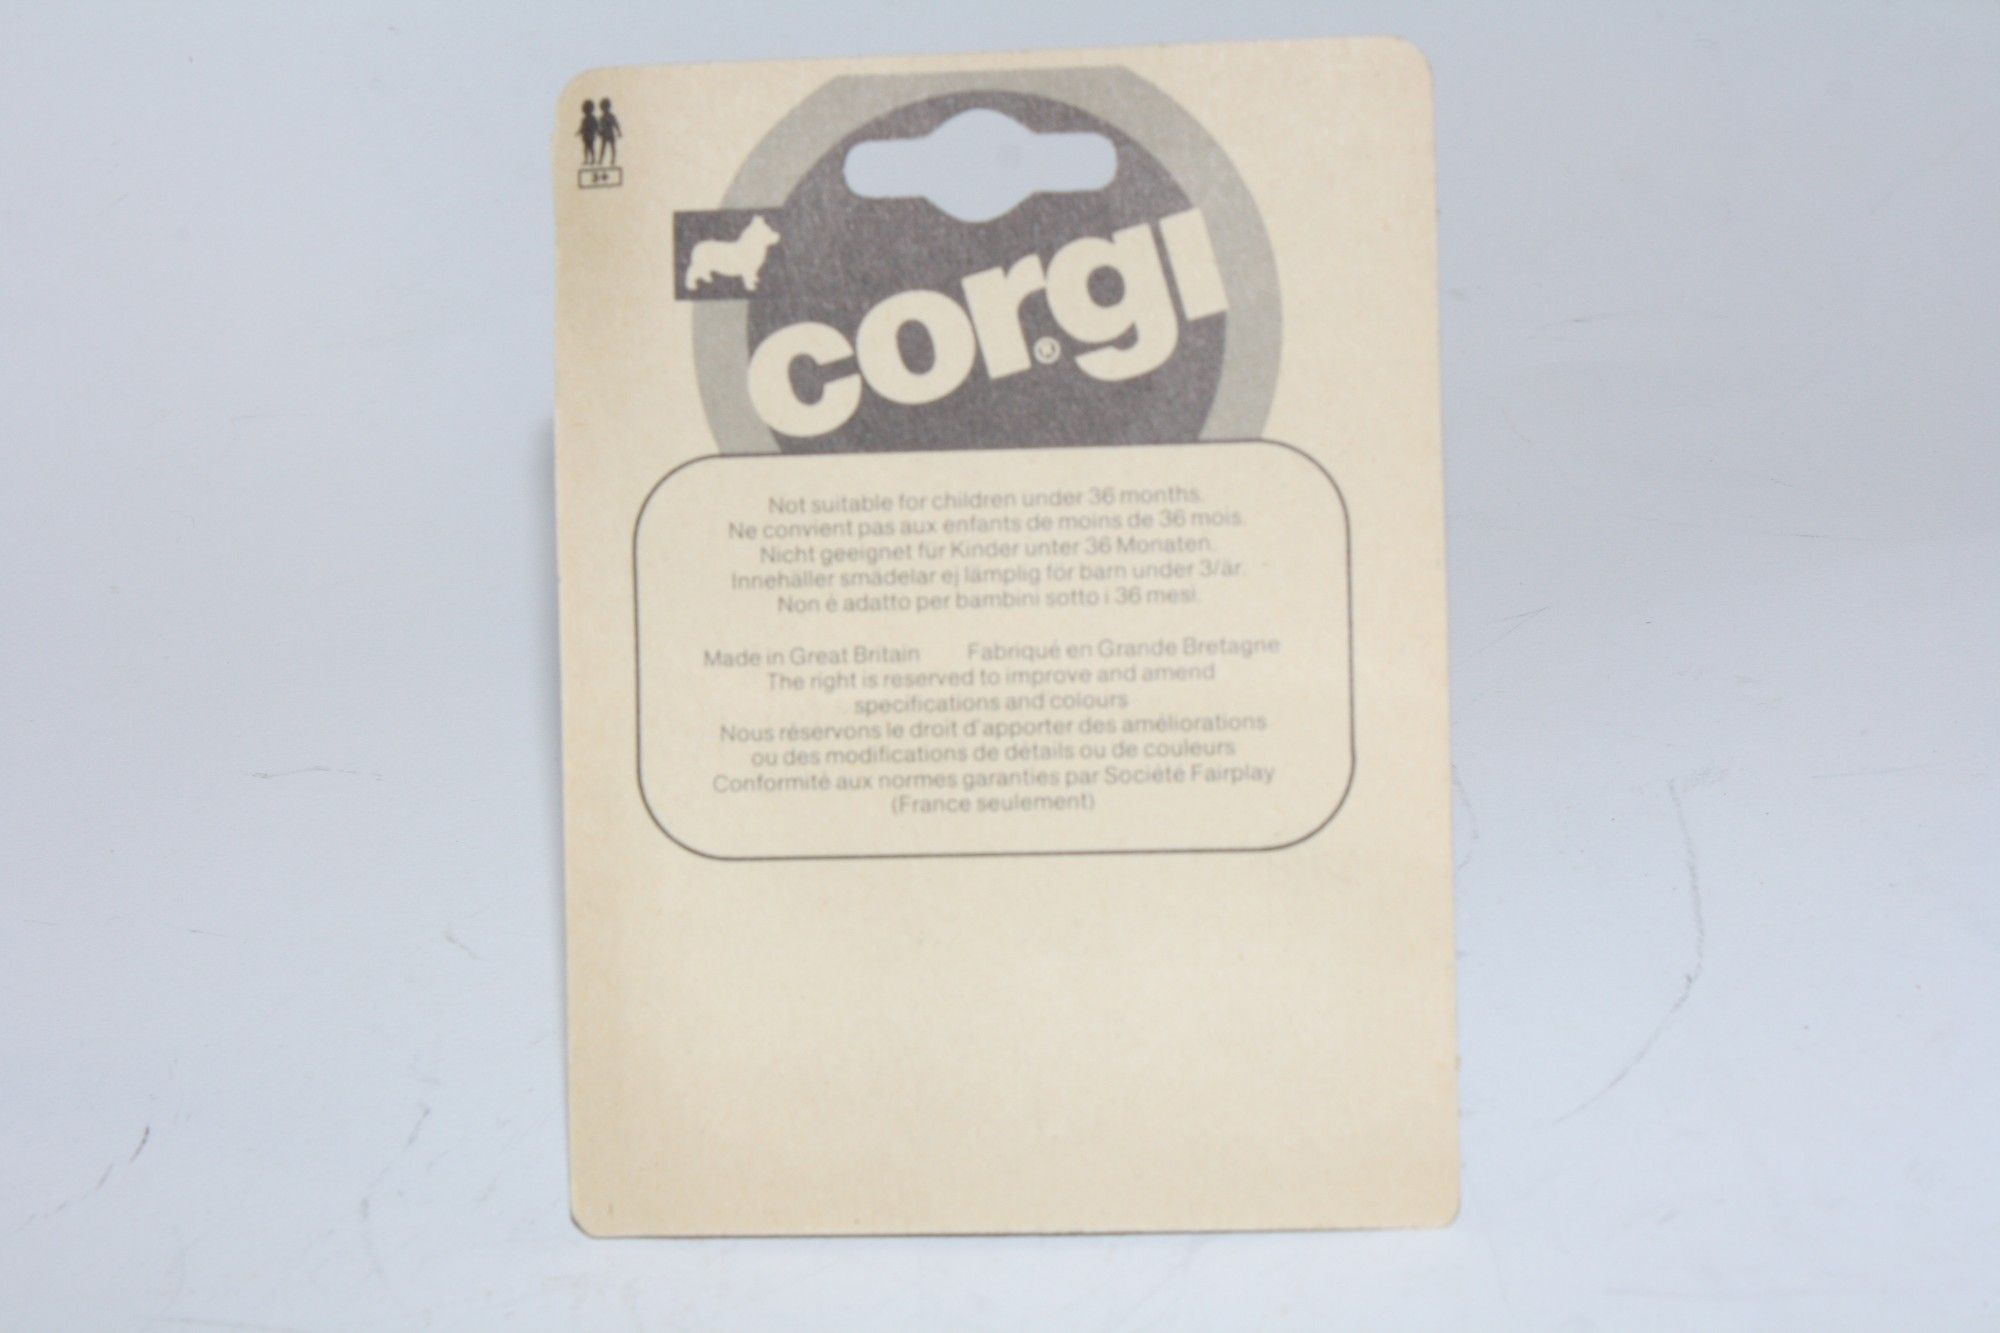 3+
corgi
®
Not suitable for children under 36 months.
Ne convient pas aux enfants de moins de 36 mois.
Nicht geeignet für Kinder unter 36 Monaten.
Innehäller smädelar ej lämplig för barn under 3/är.
Non é adatto per bambini sotto i 36 mesi.
Made in Great Britain Fabriqué en Grande Bretagne
The right is reserved to improve and amend
specifications and colours
Nous réservons le droit d'apporter des améliorations
ou des modifications de détails ou de couleurs
Conformité aux normes garanties par Société Fairplay
(France seulement)